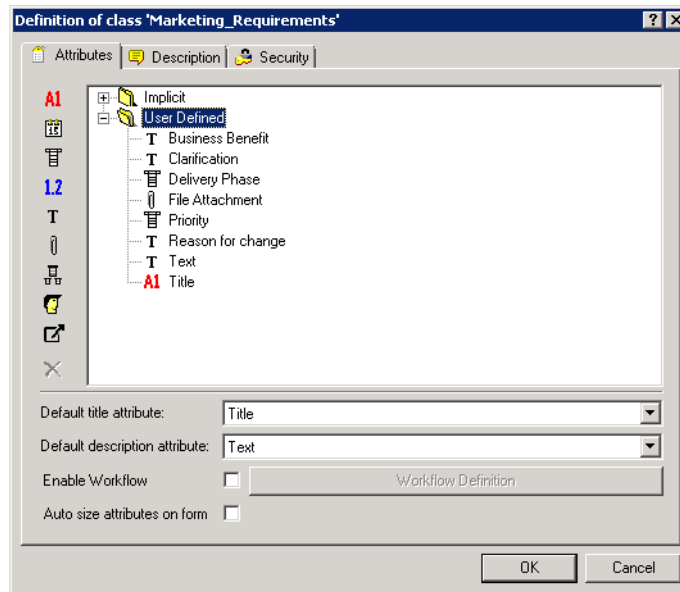 Definition of class 'Marketing_Requirements'
Attributes Description Security
A1
15
1.2
T
Implicit
User Defined
T Business Benefit
T Clarification
Delivery Phase
File Attachment
Priority
T Reason for change
T Text
A1 Title
Default title attribute: Title
Default description attribute: Text
Enable Workflow Workflow Definition
Auto size attributes on form
OK Cancel